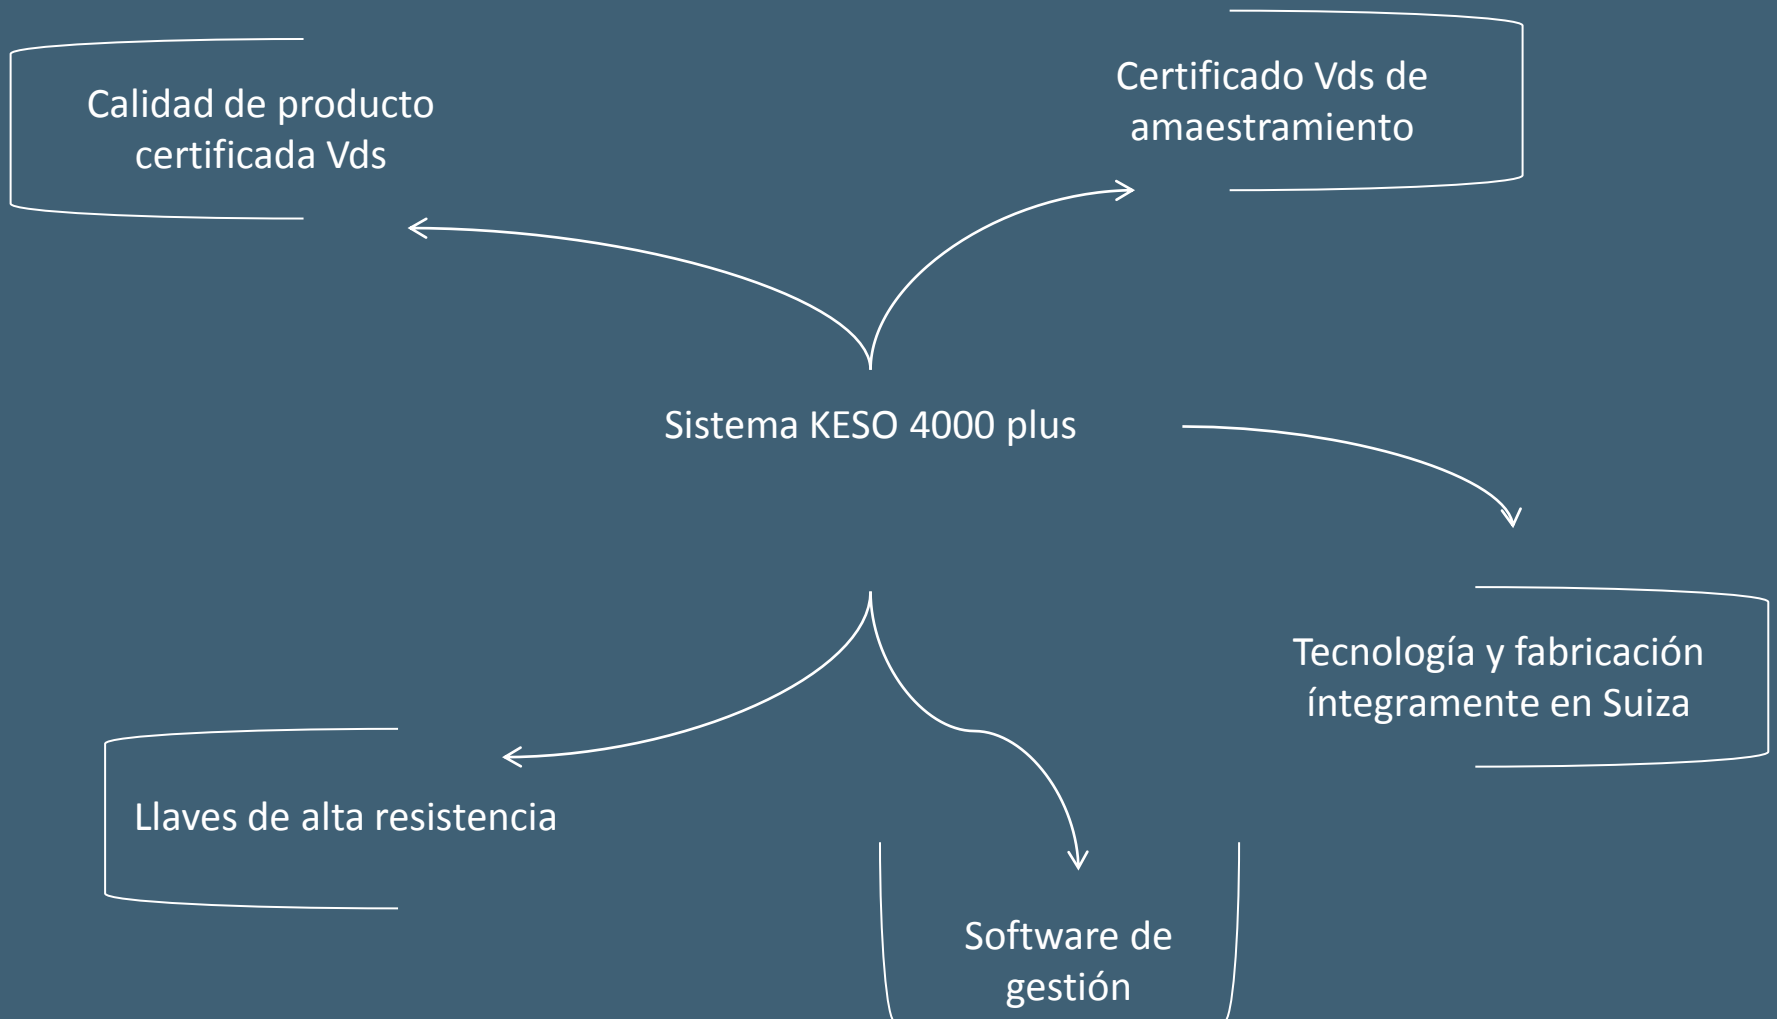 Calidad de producto
certificada Vds
Certificado Vds de
amaestramiento
Sistema KESO 4000 plus
Tecnología y fabricación
íntegramente en Suiza
Llaves de alta resistencia
Software de
gestión